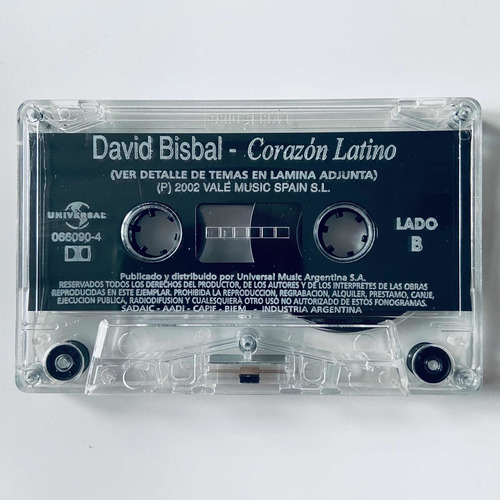 David Bisbal - Corazón Latino
(VER DETALLE DE TEMAS EN LAMINA ADJUNTA)
(P) 2002 VALE MUSIC SPAIN S.L.
UNIVERSAL
066090-4
LADO
B
Publicado y distribuido por Universal Music Argentina S.A.
RESERVADOS TODOS LOS DERECHOS DEL PRODUCTOR, DE LOS AUTORES Y DE LOS INTERPRETES DE LAS OBRAS
REPRODUCIDAS EN ESTE EJEMPLAR. PROHIBIDA LA REPRODUCCION, REGRABACION, ALQUILER, PRESTAMO, CANJE,
EJECUCION PUBLICA, RADIODIFUSION Y CUALESQUIERA OTRO USO NO AUTORIZADO DE ESTOS FONOGRAMAS.
SADAIC - AADI - CAPIF - BIEM - INDUSTRIA ARGENTINA